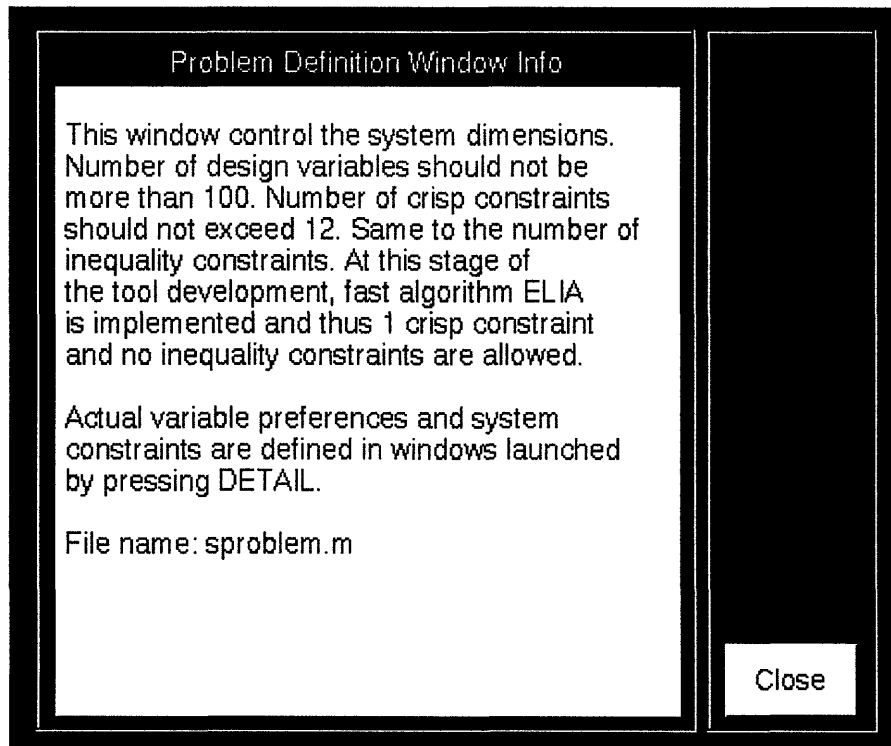 Problem Definition Window Info
This window control the system dimensions.
Number of design variables should not be
more than 100. Number of crisp constraints
should not exceed 12. Same to the number of
inequality constraints. At this stage of
the tool development, fast algorithm ELIA
is implemented and thus 1 crisp constraint
and no inequality constraints are allowed.
Actual variable preferences and system
constraints are defined in windows launched
by pressing DETAIL.
File name: sproblem.m
Close